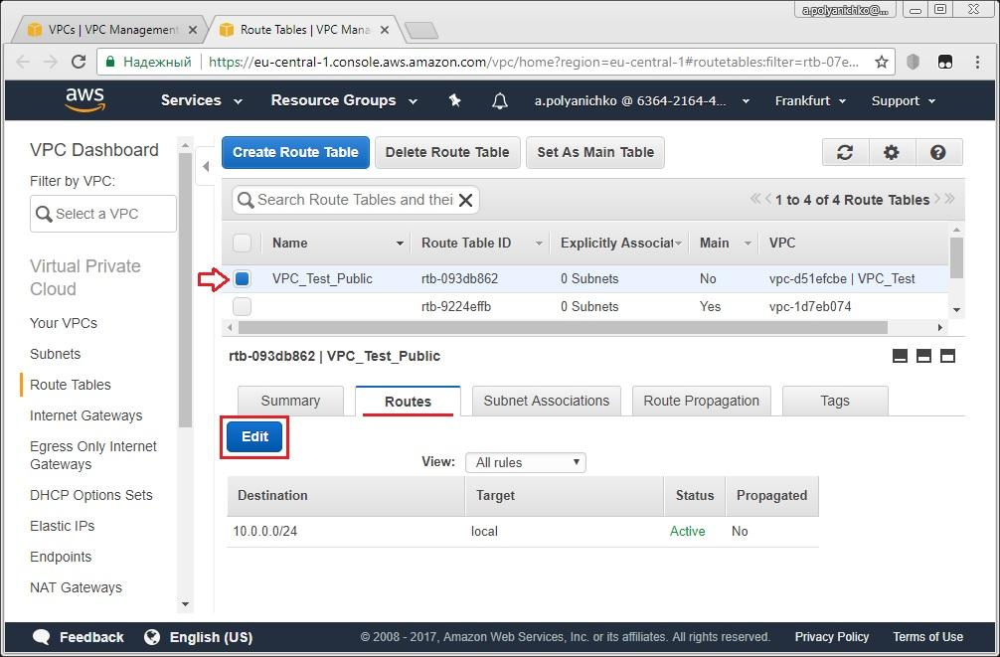 a.polyanichko@...
VPCs | VPC Management
Route Tables | VPC Mana
Надежный
https://eu-central-1.console.aws.amazon.com/vpc/home?region=eu-central-1#routetables:filter=rtb-07e...
aws
Services
Resource Groups
a.polyanichko @ 6364-2164-4...
Frankfurt
Support
VPC Dashboard
Filter by VPC:
Select a VPC
Virtual Private
Cloud
Your VPCs
Subnets
Route Tables
Internet Gateways
Egress Only Internet
Gateways
DHCP Options Sets
Elastic IPs
Endpoints
NAT Gateways
Create Route Table
Delete Route Table
Set As Main Table
Search Route Tables and thei
1 to 4 of 4 Route Tables
Name Route Table ID Explicitly Associat Main VPC
VPC_Test_Public rtb-093db862 0 Subnets No vpc-d51efcbe | VPC_Test
rtb-9224effb 0 Subnets Yes vpc-1d7eb074
rtb-093db862 | VPC_Test_Public
Summary Routes Subnet Associations Route Propagation Tags
Edit
View: All rules
Destination Target Status Propagated
10.0.0.0/24 local Active No
Feedback
English (US)
© 2008 - 2017, Amazon Web Services, Inc. or its affiliates. All rights reserved.
Privacy Policy
Terms of Use